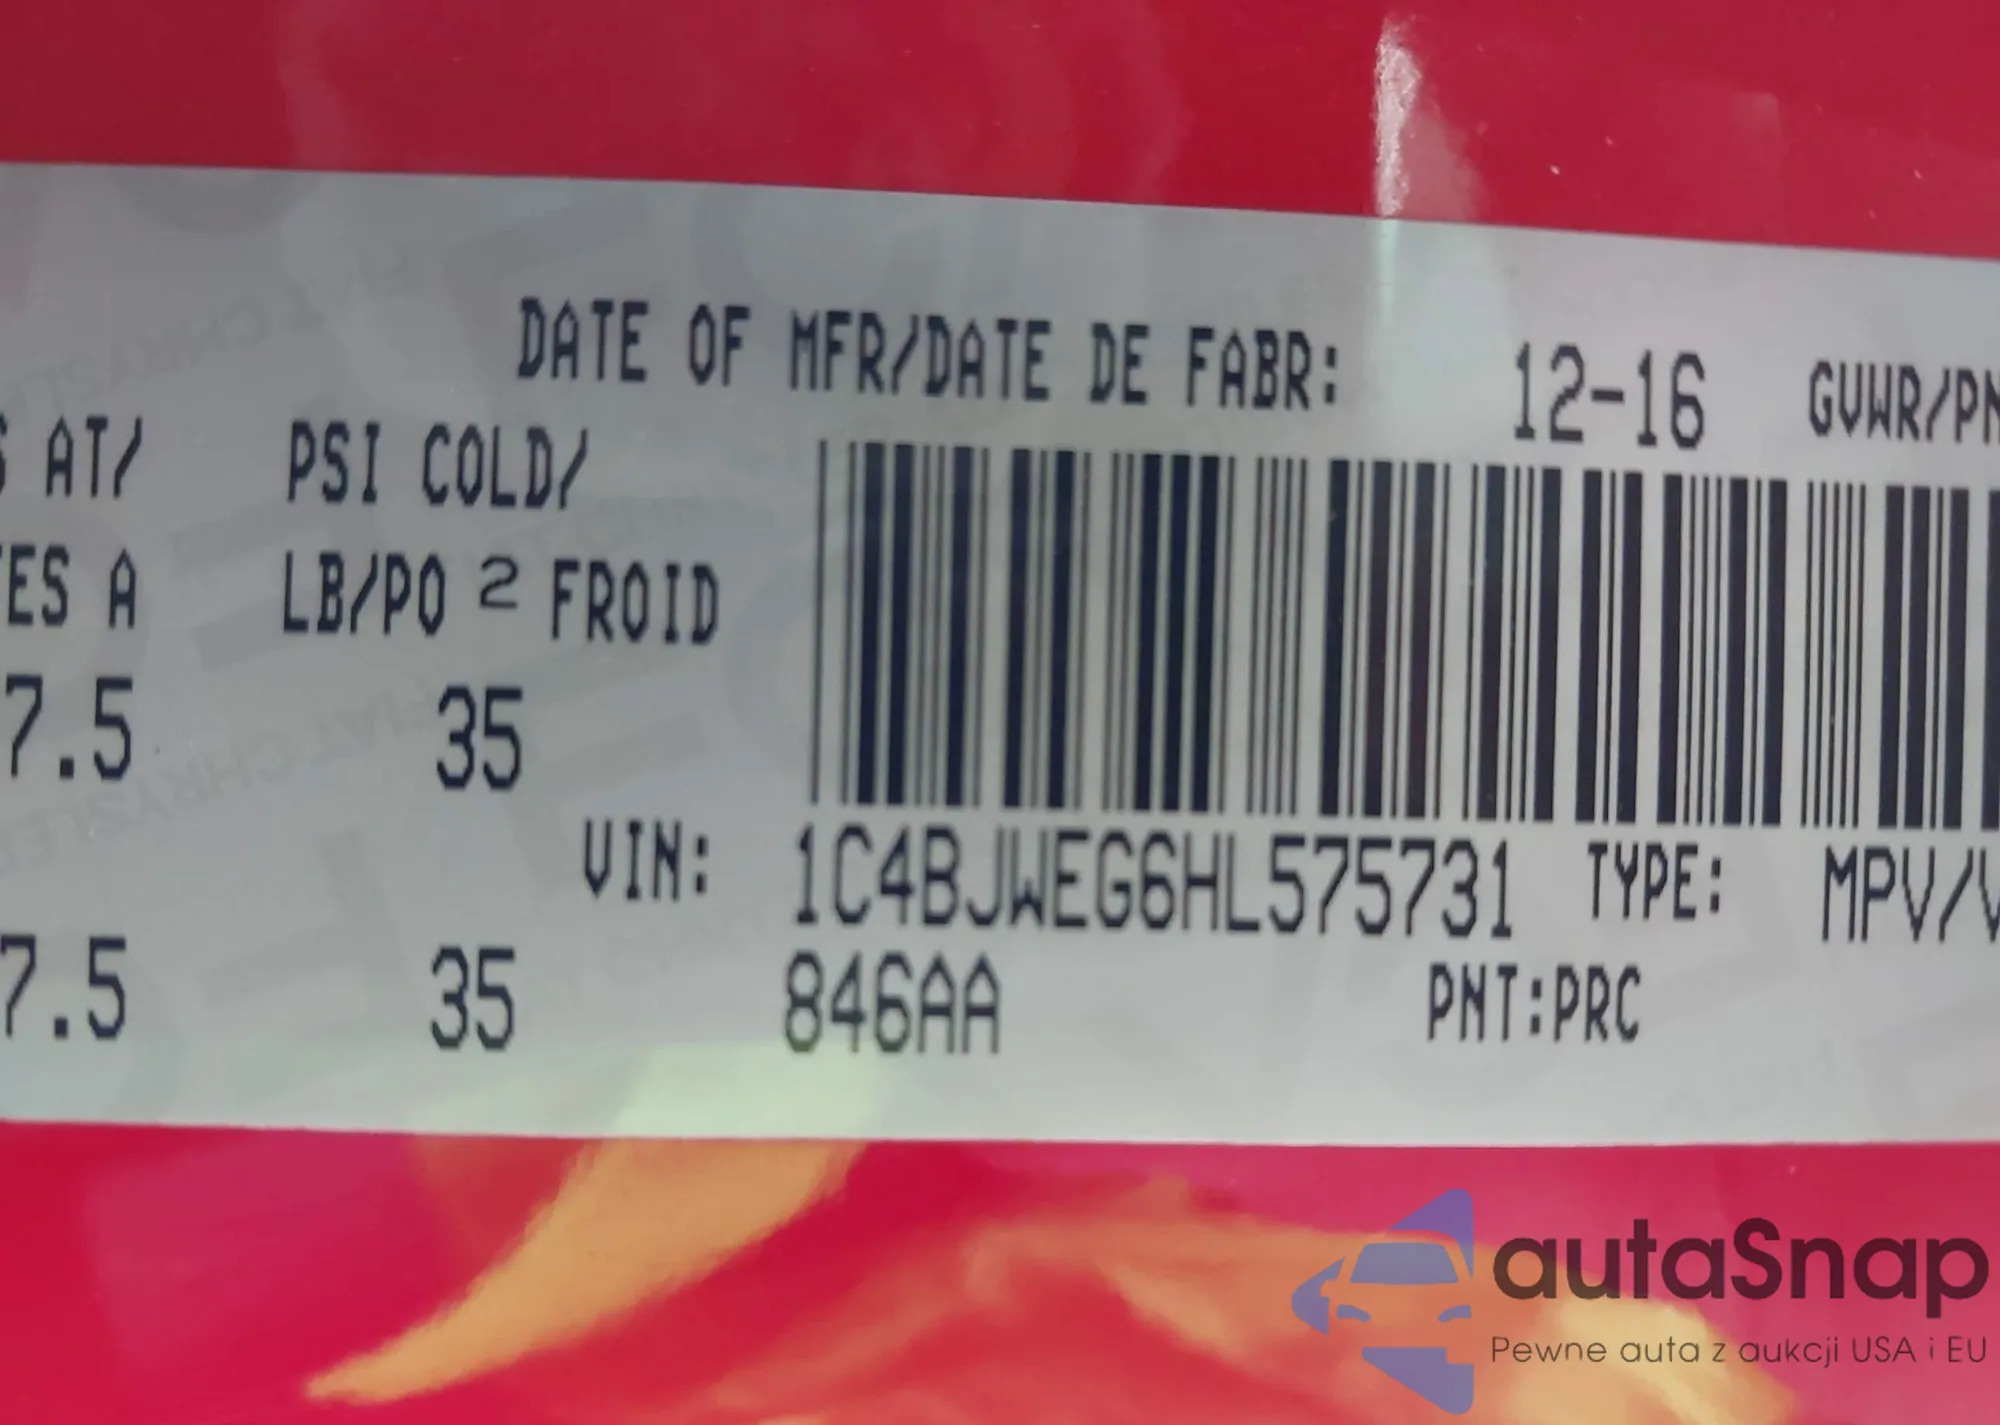 DATE OF MFR/DATE DE FABR: 12-16 GVWR/PN
S AT/ PSI COLD/
ES A LB/PO 2 FROID
7.5 35
VIN: 1C4BJWEG6HL575731 TYPE: MPV/V
7.5 35 846AA PNT:PRC
autaSnap
Pewne auta z aukcji USA i EU